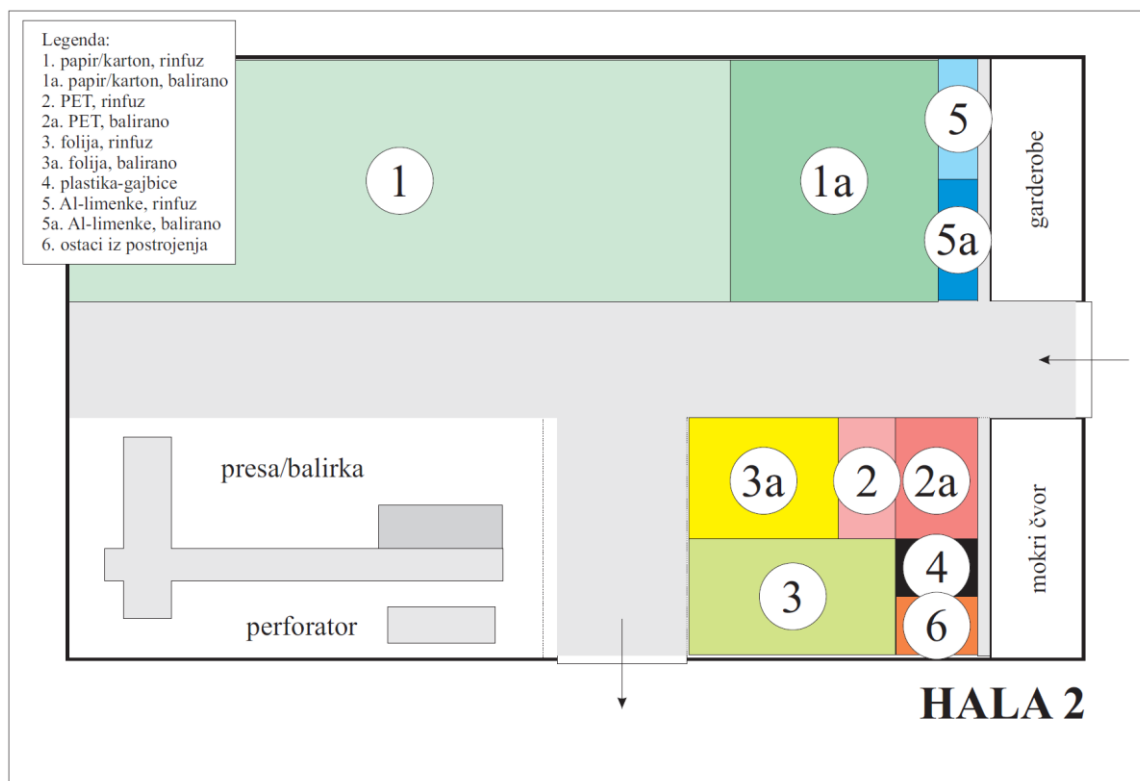 Legenda:
1. papir/karton, rinfuz
1a. papir/karton, balirano
2. PET, rinfuz
2a. PET, balirano
3. folija, rinfuz
3a. folija, balirano
4. plastika-gajbice
5. Al-limenke, rinfuz
5a. Al-limenke, balirano
6. ostaci iz postrojenja
1
1a
5
5a
garderobe
presa/balirka
perforator
3a
2
2a
3
4
6
mokri čvor
HALA 2